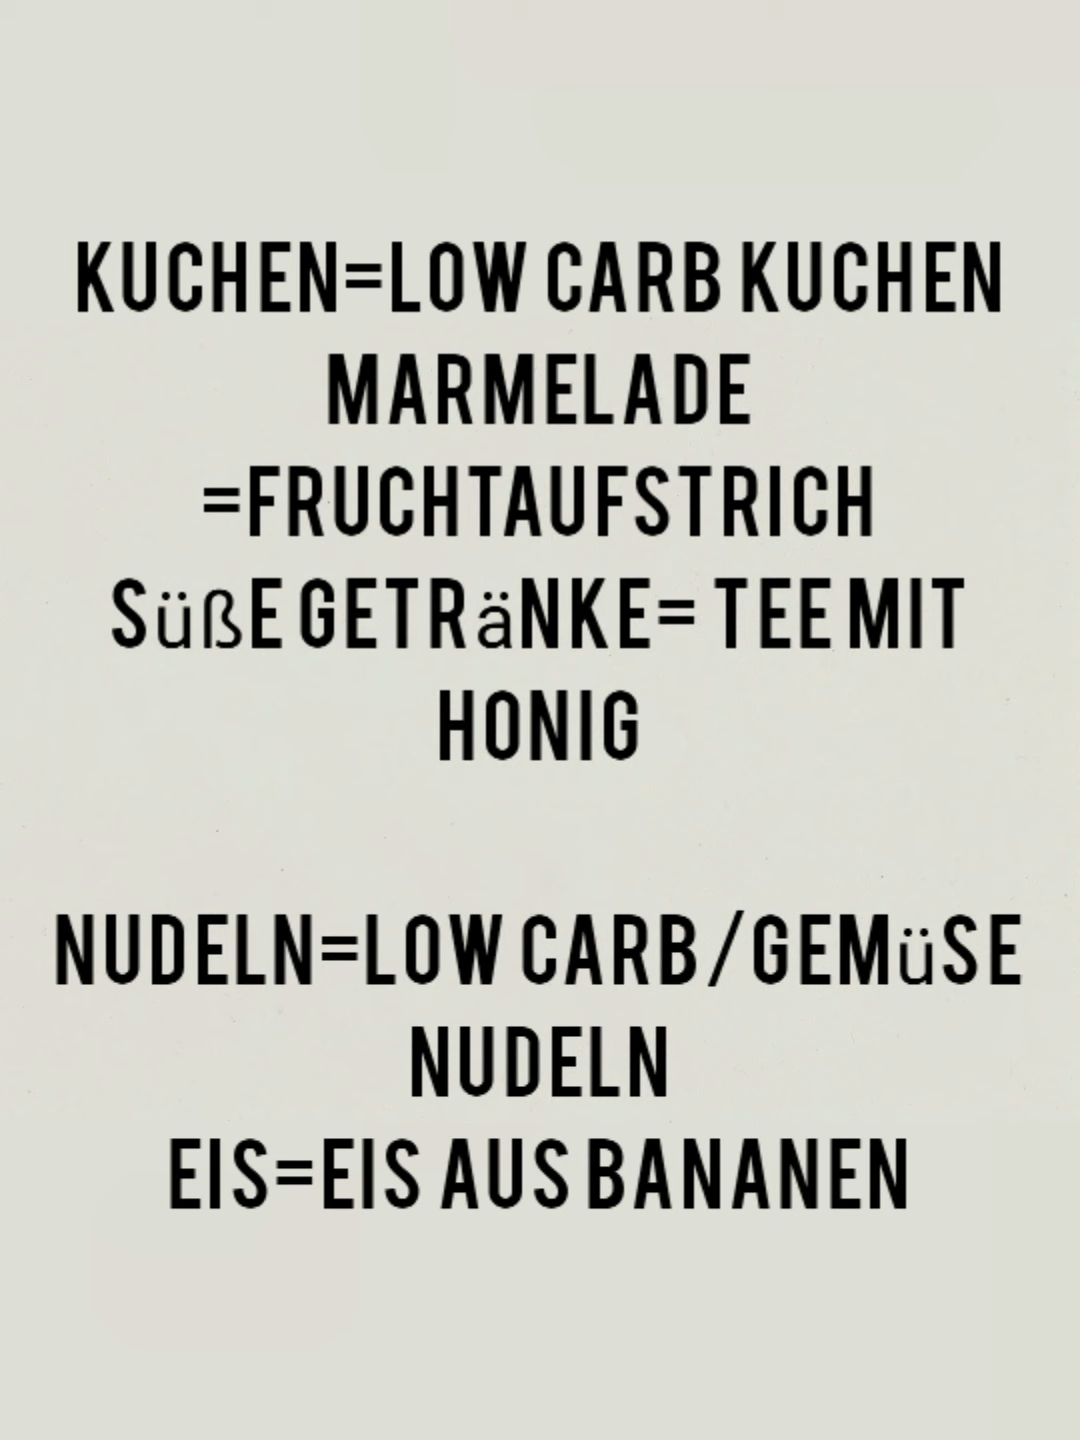 KUCHEN=LOW CARB KUCHEN
MARMELADE
=FRUCHTAUFSTRICH
SüßE GETRäNKE= TEE MIT
HONIG
NUDELN=LOW CARB/GEMüSE
NUDELN
EIS=EIS AUS BANANEN